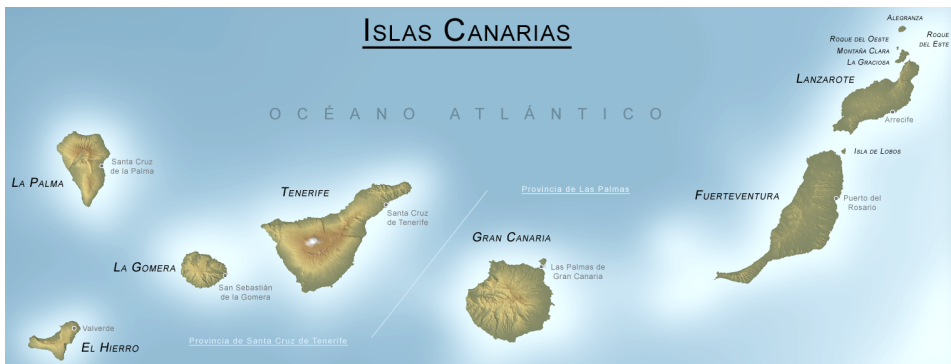 ISLAS CANARIAS
ALEGRANZA
ROQUE DEL OESTE
ROQUE
DEL ESTE
MONTAÑA CLARA
LA GRACIOSA
LANZAROTE
Arrecife
OCÉANO ATLÁNTICO
ISLA DE LOBOS
Santa Cruz
de la Palma
LA PALMA
TENERIFE
Provincia de Las Palmas
FUERTEVENTURA
Puerto del
Rosario
Santa Cruz
de Tenerife
GRAN CANARIA
LA GOMERA
Las Palmas de
Gran Canaria
San Sebastián
de la Gomera
Valverde
EL HIERRO
Provincia de Santa Cruz de Tenerife